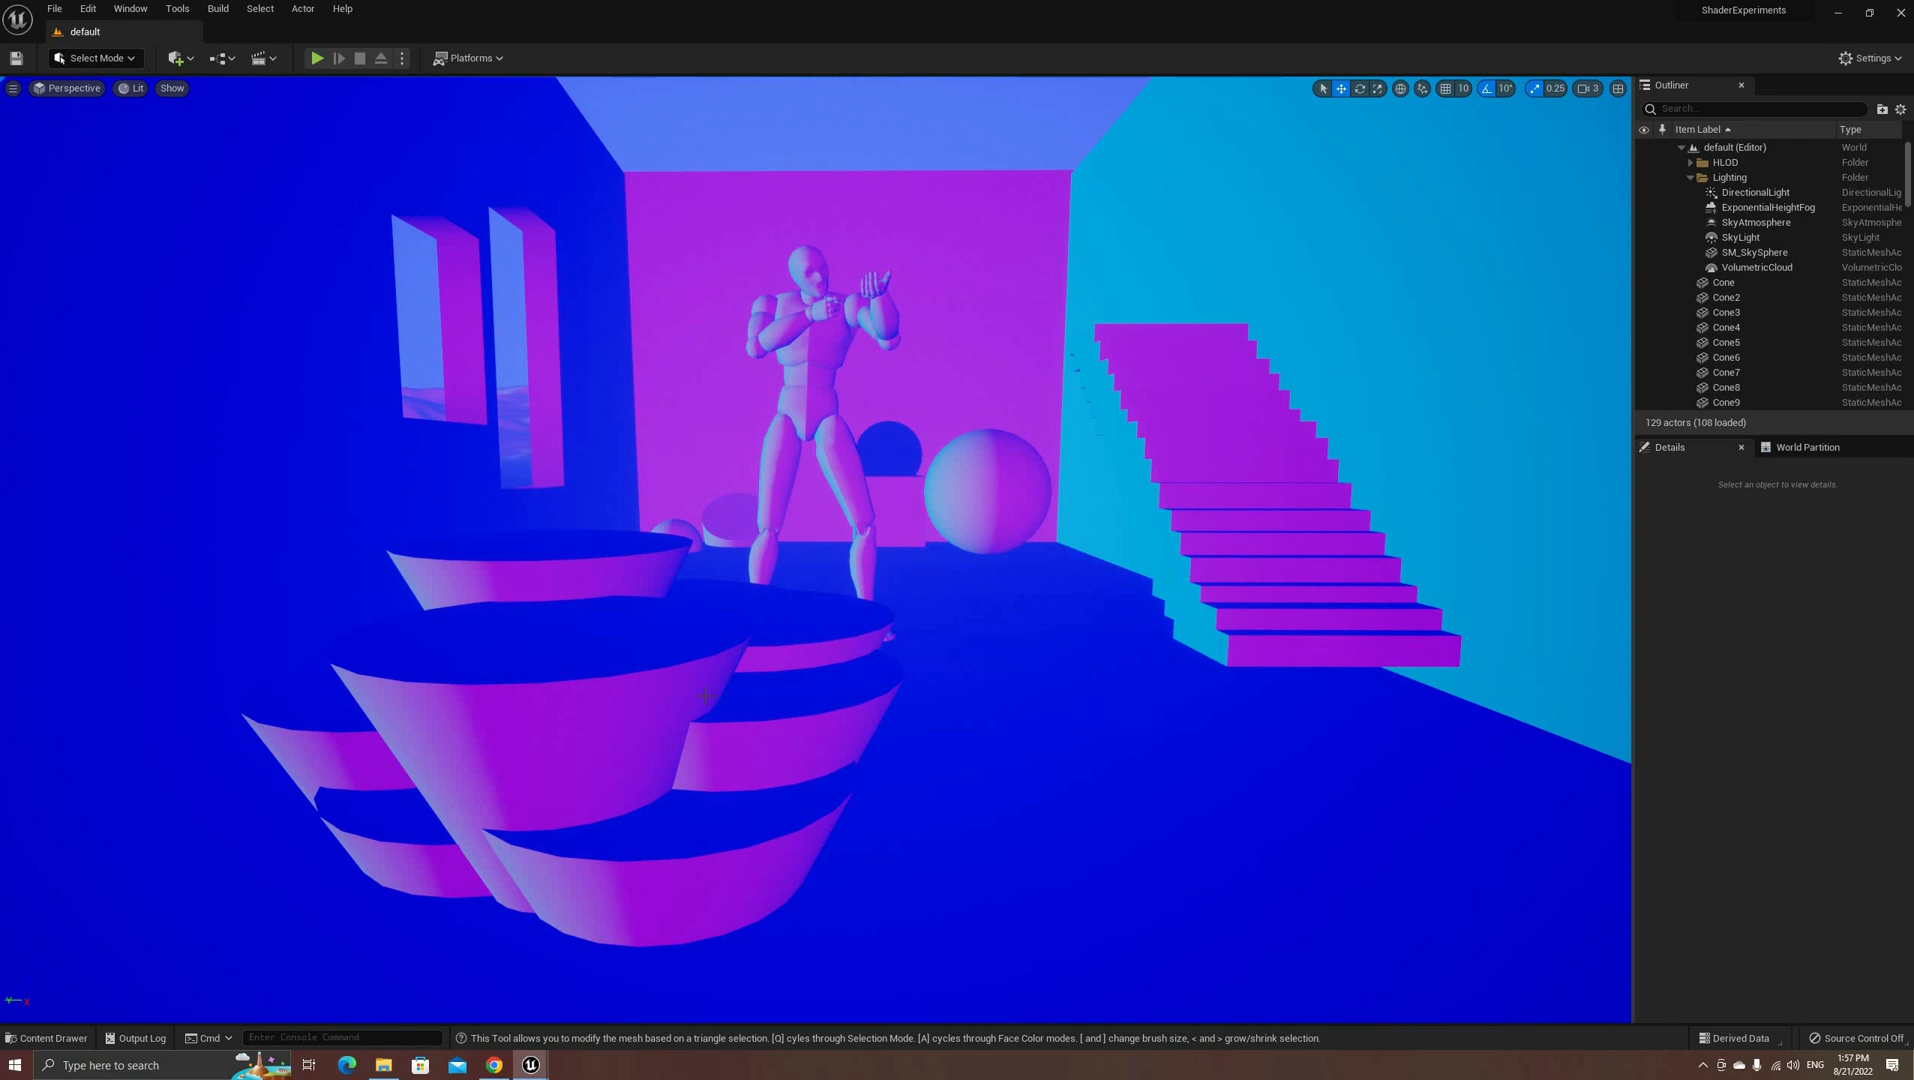 File Edit Window Tools Build Select Actor Help
ShaderExperiments
default
Select Mode
Platforms
Settings
Perspective Lit Show
10 10° 0.25 3
Outliner
Search...
Item Label Type
default (Editor) World
HLOD Folder
Lighting Folder
DirectionalLight DirectionalLig
ExponentialHeightFog ExponentialHe
SkyAtmosphere SkyAtmosphe
SkyLight SkyLight
SM_SkySphere StaticMeshAc
VolumetricCloud VolumetricClo
Cone StaticMeshAc
Cone2 StaticMeshAc
Cone3 StaticMeshAc
Cone4 StaticMeshAc
Cone5 StaticMeshAc
Cone6 StaticMeshAc
Cone7 StaticMeshAc
Cone8 StaticMeshAc
Cone9 StaticMeshAc
129 actors (108 loaded)
Details World Partition
Select an object to view details.
Content Drawer Output Log Cmd Enter Console Command
This Tool allows you to modify the mesh based on a triangle selection. [Q] cyles through Selection Mode. [A] cycles through Face Color modes. [ and ] change brush size, < and > grow/shrink selection.
Derived Data Source Control Off
Type here to search
ENG
1:57 PM
8/21/2022